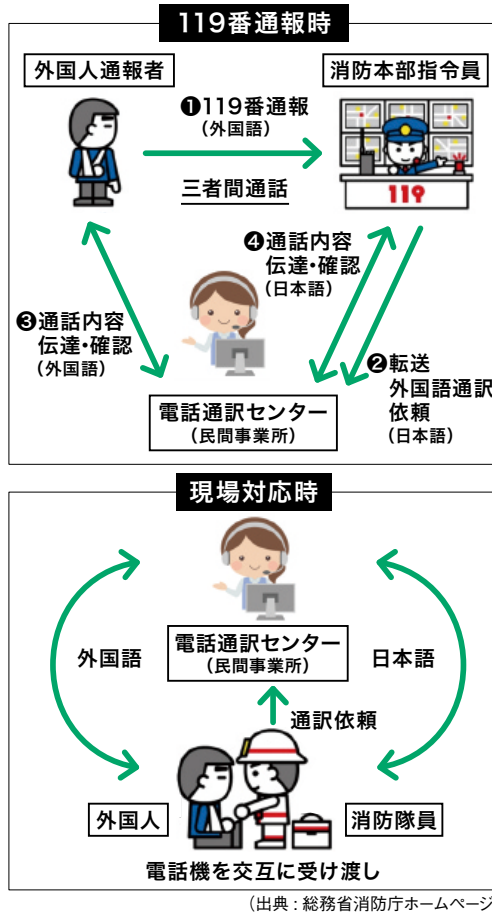 119番通報時
外国人通報者
消防本部指令員
❶119番通報
(外国語)
三者間通話
119
❹通話内容
伝達・確認
(日本語)
❸通話内容
伝達・確認
(外国語)
❷転送
外国語通訳
依頼
(日本語)
電話通訳センター
(民間事業所)
現場対応時
電話通訳センター
(民間事業所)
外国語
日本語
通訳依頼
外国人
消防隊員
電話機を交互に受け渡し
(出典:総務省消防庁ホームページ